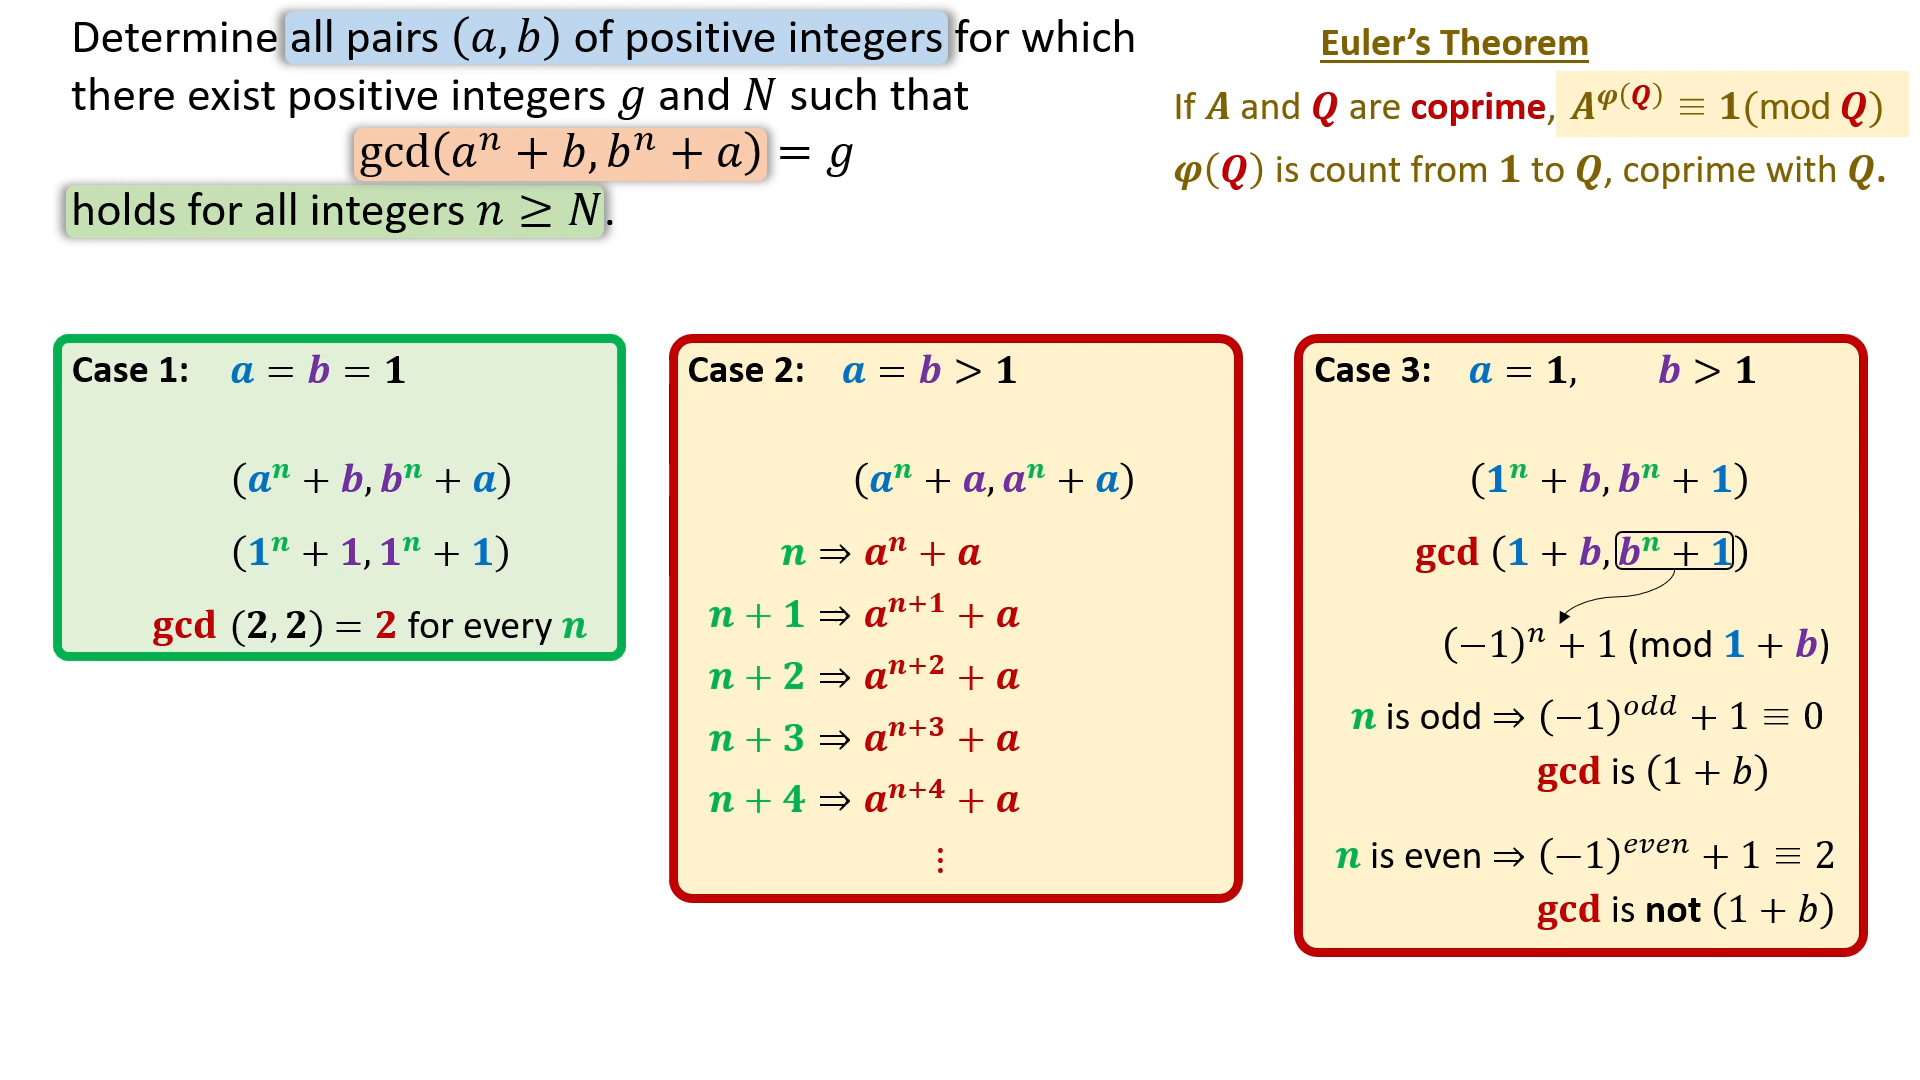 Determine all pairs (a, b) of positive integers for which
there exist positive integers g and N such that
gcd(aⁿ + b, bⁿ + a) = g
holds for all integers n ≥ N.
Euler's Theorem
If A and Q are coprime, A^φ(Q) ≡ 1(mod Q)
φ(Q) is count from 1 to Q, coprime with Q.
Case 1: a = b = 1
(aⁿ + b, bⁿ + a)
(1ⁿ + 1, 1ⁿ + 1)
gcd (2, 2) = 2 for every n
Case 2: a = b > 1
(aⁿ + a, aⁿ + a)
n ⇒ aⁿ + a
n + 1 ⇒ aⁿ⁺¹ + a
n + 2 ⇒ aⁿ⁺² + a
n + 3 ⇒ aⁿ⁺³ + a
n + 4 ⇒ aⁿ⁺⁴ + a
⋮
Case 3: a = 1, b > 1
(1ⁿ + b, bⁿ + 1)
gcd (1 + b, bⁿ + 1)
(−1)ⁿ + 1 (mod 1 + b)
n is odd ⇒ (−1)^odd + 1 ≡ 0
gcd is (1 + b)
n is even ⇒ (−1)^even + 1 ≡ 2
gcd is not (1 + b)